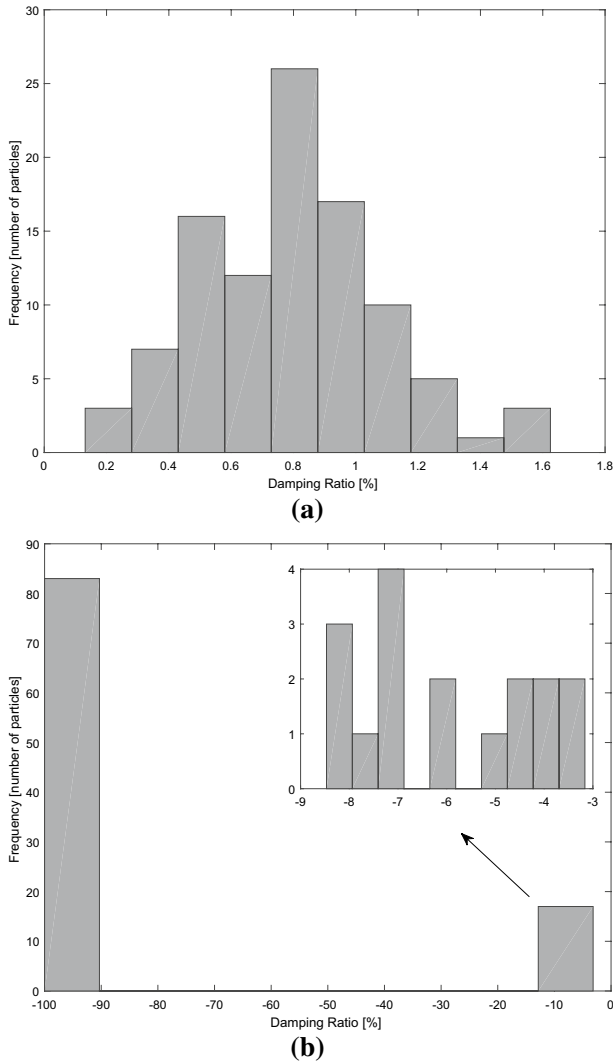 30
25
20
15
10
5
0
Frequency [number of particles]
0 0.2 0.4 0.6 0.8 1 1.2 1.4 1.6 1.8
Damping Ratio [%]
(a)
90
80
70
60
50
40
30
20
10
0
Frequency [number of particles]
4
3
2
1
0
-9 -8 -7 -6 -5 -4 -3
-100 -90 -80 -70 -60 -50 -40 -30 -20 -10 0
Damping Ratio [%]
(b)